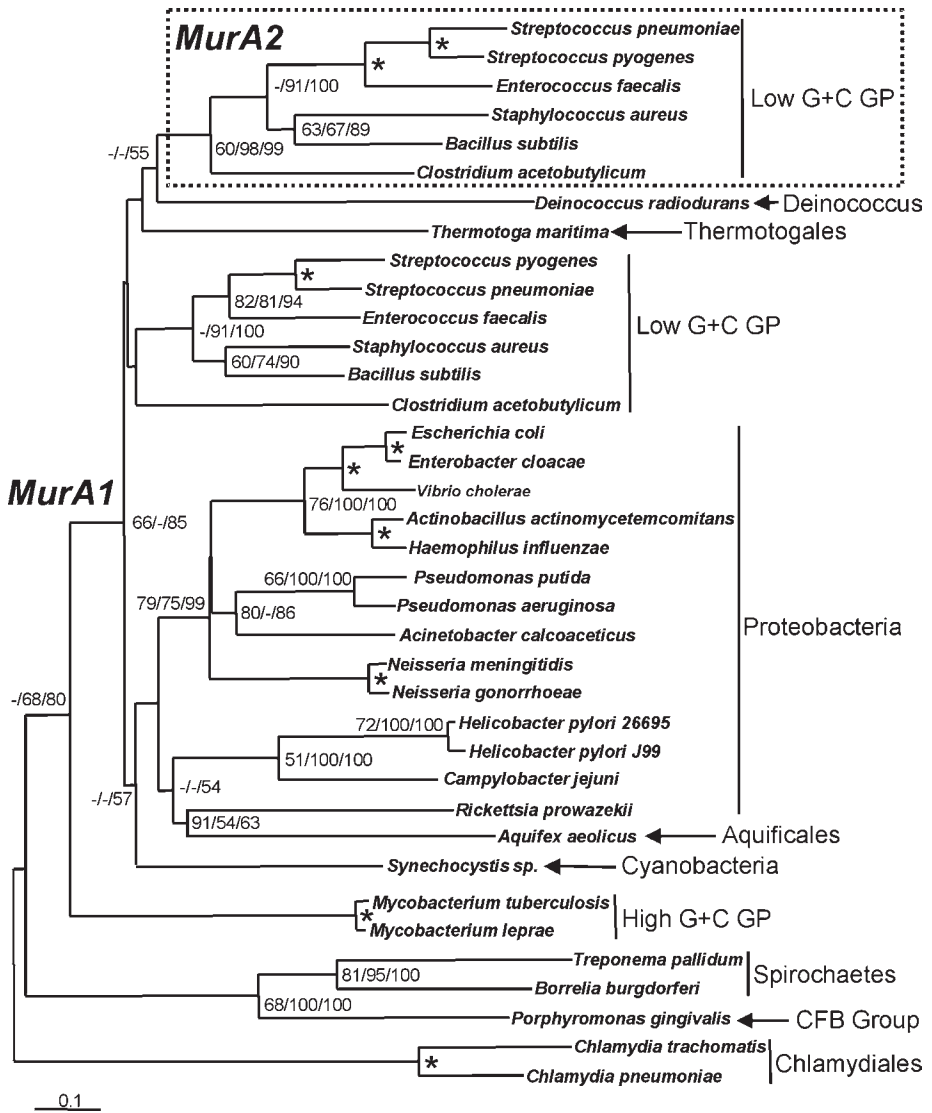 MurA2
Streptococcus pneumoniae
*
Streptococcus pyogenes
*
-/91/100
Enterococcus faecalis
Low G+C GP
Staphylococcus aureus
63/67/89
Bacillus subtilis
60/98/99
-/-/55
Clostridium acetobutylicum
Deinococcus radiodurans
Deinococcus
Thermotoga maritima
Thermotogales
Streptococcus pyogenes
*
Streptococcus pneumoniae
82/81/94
Enterococcus faecalis
-/91/100
Low G+C GP
Staphylococcus aureus
60/74/90
Bacillus subtilis
Clostridium acetobutylicum
Escherichia coli
*
Enterobacter cloacae
*
Vibrio cholerae
MurA1
76/100/100
Actinobacillus actinomycetemcomitans
66/-/85
*
Haemophilus influenzae
66/100/100
Pseudomonas putida
79/75/99
Pseudomonas aeruginosa
80/-/86
Proteobacteria
Acinetobacter calcoaceticus
Neisseria meningitidis
*
Neisseria gonorrhoeae
-/68/80
72/100/100
Helicobacter pylori 26695
Helicobacter pylori J99
51/100/100
Campylobacter jejuni
-/-/54
-/-/57
Rickettsia prowazekii
91/54/63
Aquifex aeolicus
Aquificales
Synechocystis sp.
Cyanobacteria
Mycobacterium tuberculosis
*
High G+C GP
Mycobacterium leprae
Treponema pallidum
81/95/100
Spirochaetes
Borrelia burgdorferi
68/100/100
Porphyromonas gingivalis
CFB Group
Chlamydia trachomatis
*
Chlamydiales
Chlamydia pneumoniae
0.1